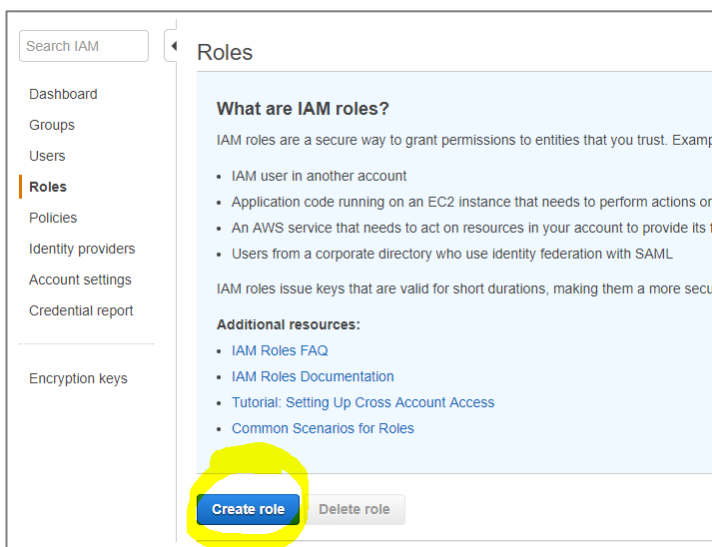 Search IAM
Dashboard
Groups
Users
Roles
Policies
Identity providers
Account settings
Credential report
Encryption keys
Roles
What are IAM roles?
IAM roles are a secure way to grant permissions to entities that you trust. Examp
• IAM user in another account
• Application code running on an EC2 instance that needs to perform actions on
• An AWS service that needs to act on resources in your account to provide its f
• Users from a corporate directory who use identity federation with SAML
IAM roles issue keys that are valid for short durations, making them a more secu
Additional resources:
• IAM Roles FAQ
• IAM Roles Documentation
• Tutorial: Setting Up Cross Account Access
• Common Scenarios for Roles
Create role
Delete role